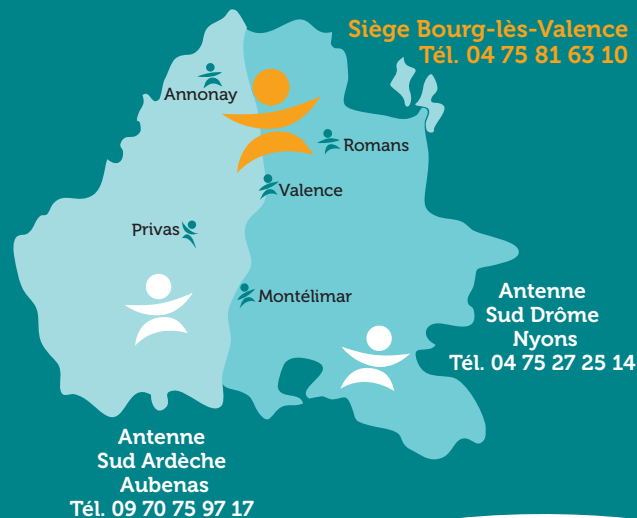 Siège Bourg-lès-Valence
Tél. 04 75 81 63 10
Annonay
Romans
Valence
Privas
Montélimar
Antenne
Sud Drôme
Nyons
Tél. 04 75 27 25 14
Antenne
Sud Ardèche
Aubenas
Tél. 09 70 75 97 17